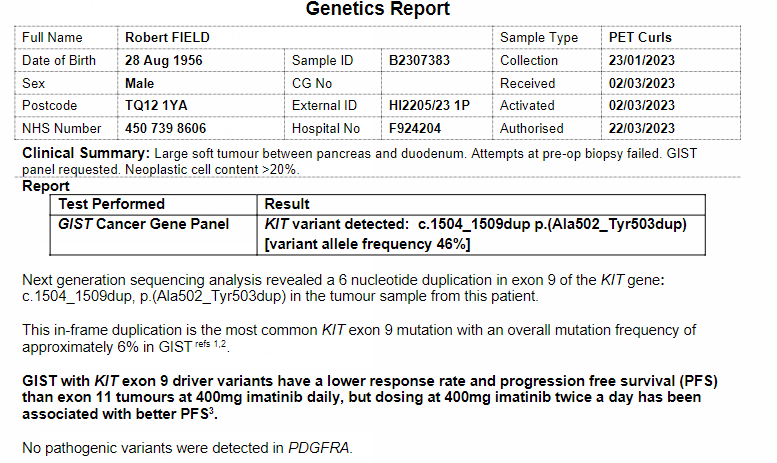 Genetics Report
Full Name Robert FIELD Sample Type PET Curls
Date of Birth 28 Aug 1956 Sample ID B2307383 Collection 23/01/2023
Sex Male CG No Received 02/03/2023
Postcode TQ12 1YA External ID HI2205/23 1P Activated 02/03/2023
NHS Number 450 739 8606 Hospital No F924204 Authorised 22/03/2023
Clinical Summary: Large soft tumour between pancreas and duodenum. Attempts at pre-op biopsy failed. GIST
panel requested. Neoplastic cell content >20%.
Report
Test Performed Result
GIST Cancer Gene Panel KIT variant detected: c.1504_1509dup p.(Ala502_Tyr503dup)
[variant allele frequency 46%]
Next generation sequencing analysis revealed a 6 nucleotide duplication in exon 9 of the KIT gene:
c.1504_1509dup, p.(Ala502_Tyr503dup) in the tumour sample from this patient.
This in-frame duplication is the most common KIT exon 9 mutation with an overall mutation frequency of
approximately 6% in GIST refs 1,2.
GIST with KIT exon 9 driver variants have a lower response rate and progression free survival (PFS)
than exon 11 tumours at 400mg imatinib daily, but dosing at 400mg imatinib twice a day has been
associated with better PFS³.
No pathogenic variants were detected in PDGFRA.